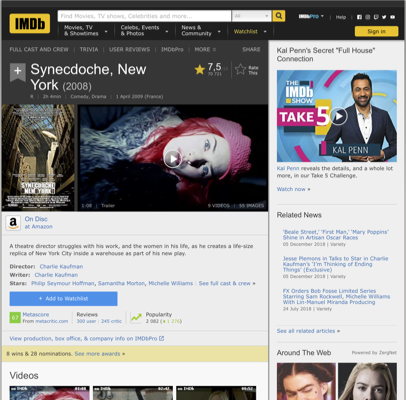 IMDb
Find Movies, TV shows, Celebrities and more...
All
Movies, TV & Showtimes
Celebs, Events & Photos
News & Community
Watchlist
IMDbPro
Help
Sign in
FULL CAST AND CREW | TRIVIA | USER REVIEWS | IMDbPro | MORE
SHARE
Synecdoche, New York (2008)
7,5
Rate This
R | 2h 4min | Comedy, Drama | 1 April 2009 (France)
SYNECDOCHE, NEW YORK
1:08 | Trailer
9 VIDEOS | 55 IMAGES
On Disc
at Amazon
A theatre director struggles with his work, and the women in his life, as he creates a life-size
replica of New York City inside a warehouse as part of his new play.
Director: Charlie Kaufman
Writer: Charlie Kaufman
Stars: Philip Seymour Hoffman, Samantha Morton, Michelle Williams | See full cast & crew »
+ Add to Watchlist
67
Metascore
From metacritic.com
Reviews
300 user | 245 critic
Popularity
View production, box office, & company info on IMDbPro
8 wins & 28 nominations. See more awards »
Videos
Kal Penn's Secret "Full House"
Connection
THE IMDb SHOW
TAKE 5
KAL PENN
Kal Penn reveals the details, and a whole lot
more, in our Take 5 Challenge.
Watch now »
Related News
'Beale Street,' 'First Man,' 'Mary Poppins'
Shine in Artisan Oscar Races
05 December 2018 | Variety
Jesse Plemons in Talks to Star in Charlie
Kaufman's 'I'm Thinking of Ending
Things' (Exclusive)
05 December 2018 | Variety
FX Orders Bob Fosse Limited Series
Starring Sam Rockwell, Michelle Williams
With Lin-Manuel Miranda Producing
24 July 2018 | Variety
See all related articles »
Around The Web
Powered by ZergNet